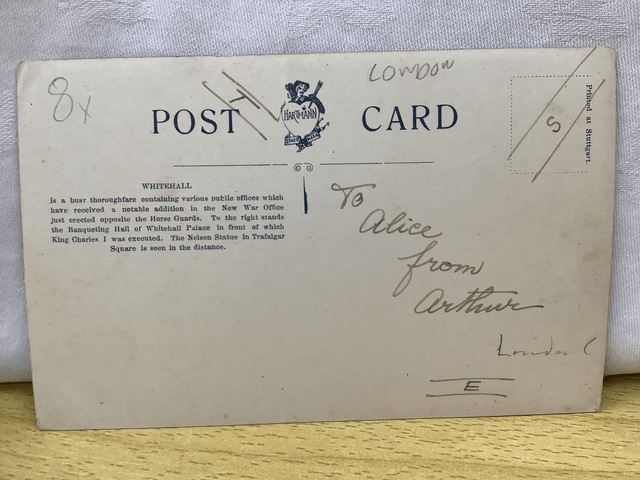 8x
T
LONDON
POST CARD
HARTMANN
S
Printed at Stuttgart.
WHITEHALL
is a busy thoroughfare containing various public offices which
have received a notable addition in the New War Office
just erected opposite the Horse Guards. To the right stands
the Banqueting Hall of Whitehall Palace in front of which
King Charles I was executed. The Nelson Statue in Trafalgar
Square is seen in the distance.
To
Alice
from
Arthur
London C
E